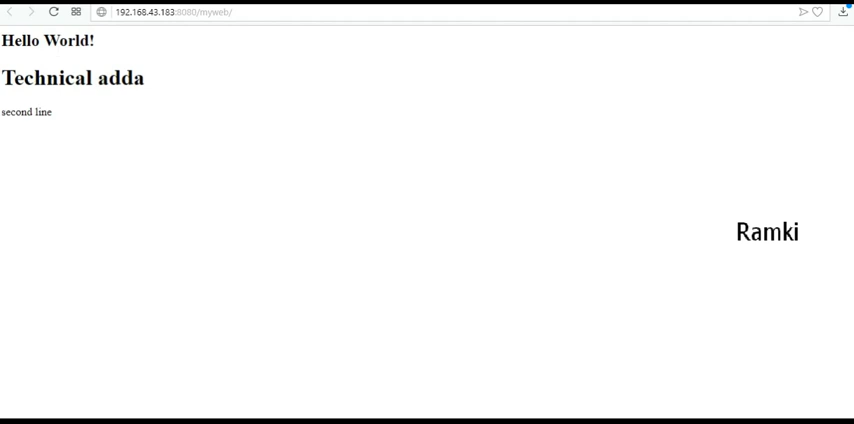 192.168.43.183:8080/myweb/
Hello World!
Technical adda
second line
Ramki